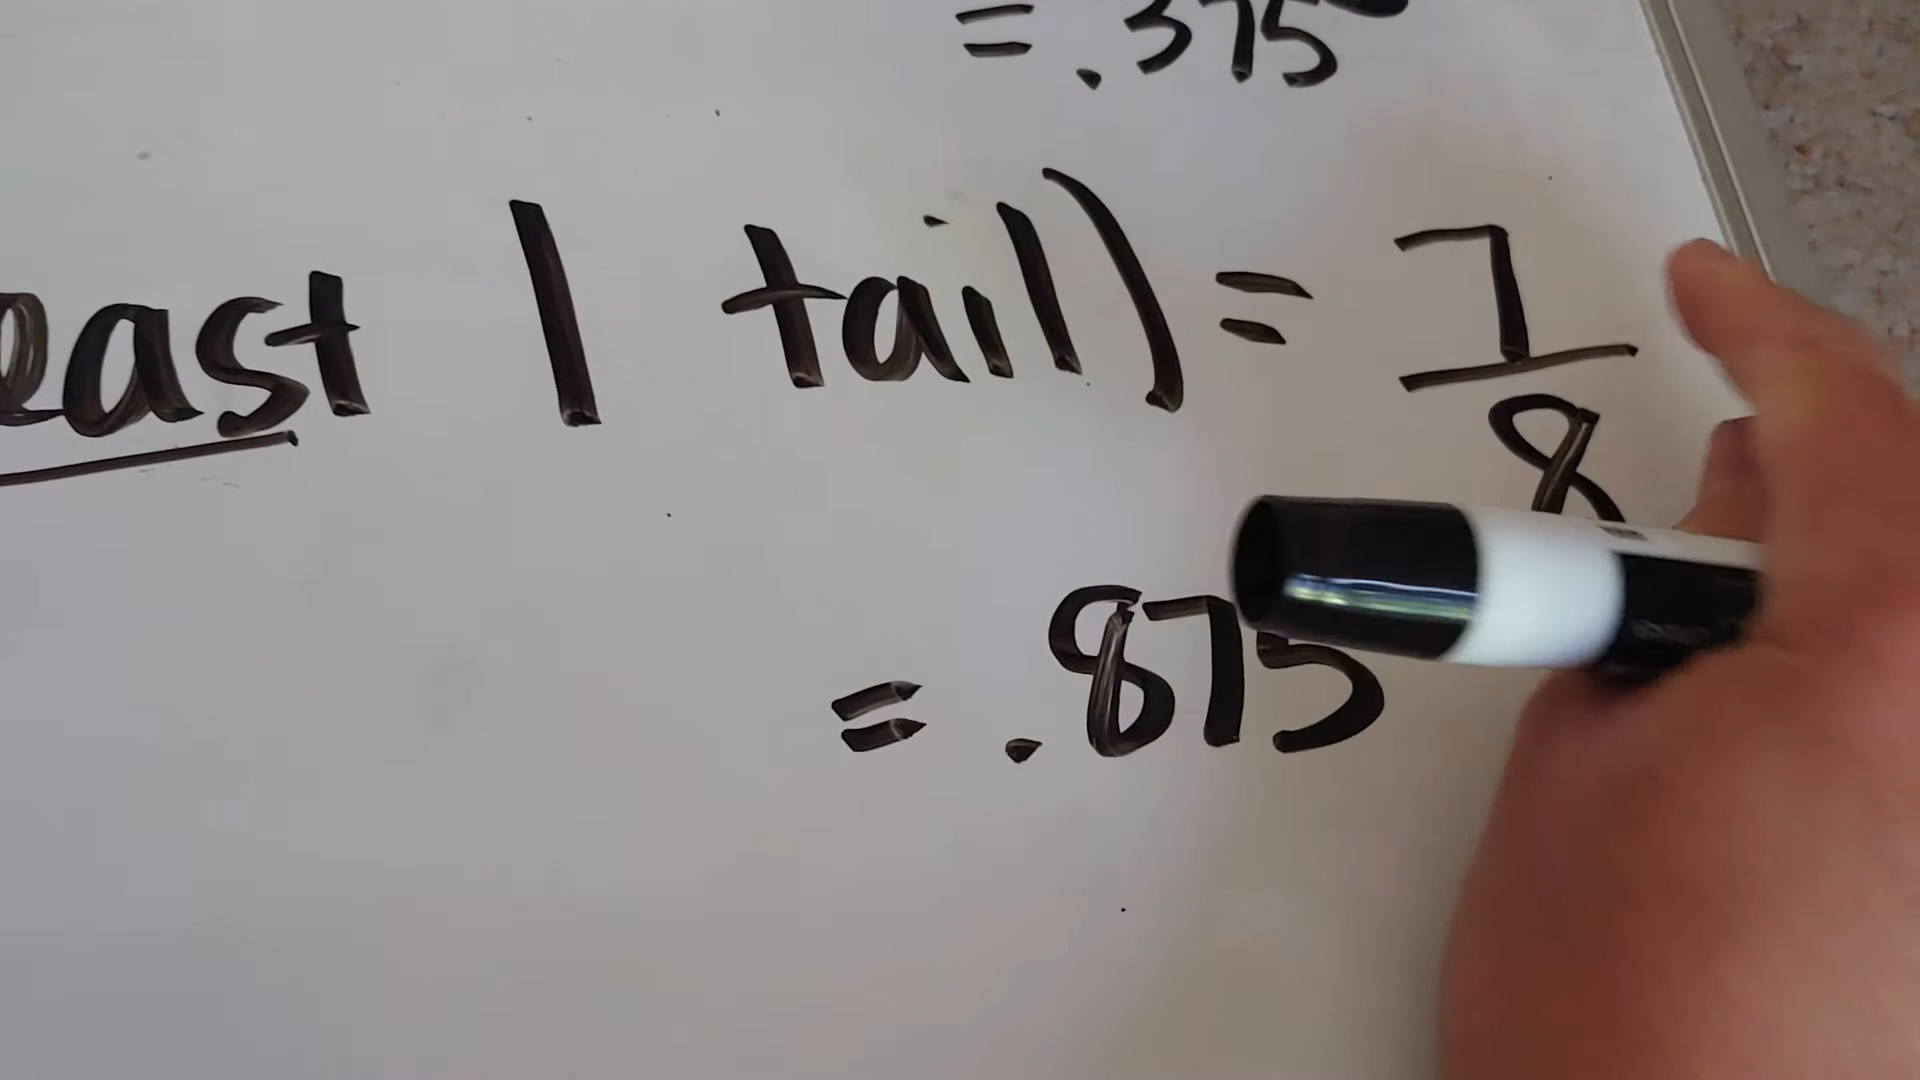 = .375
east 1 tail) = 7/8
= .875